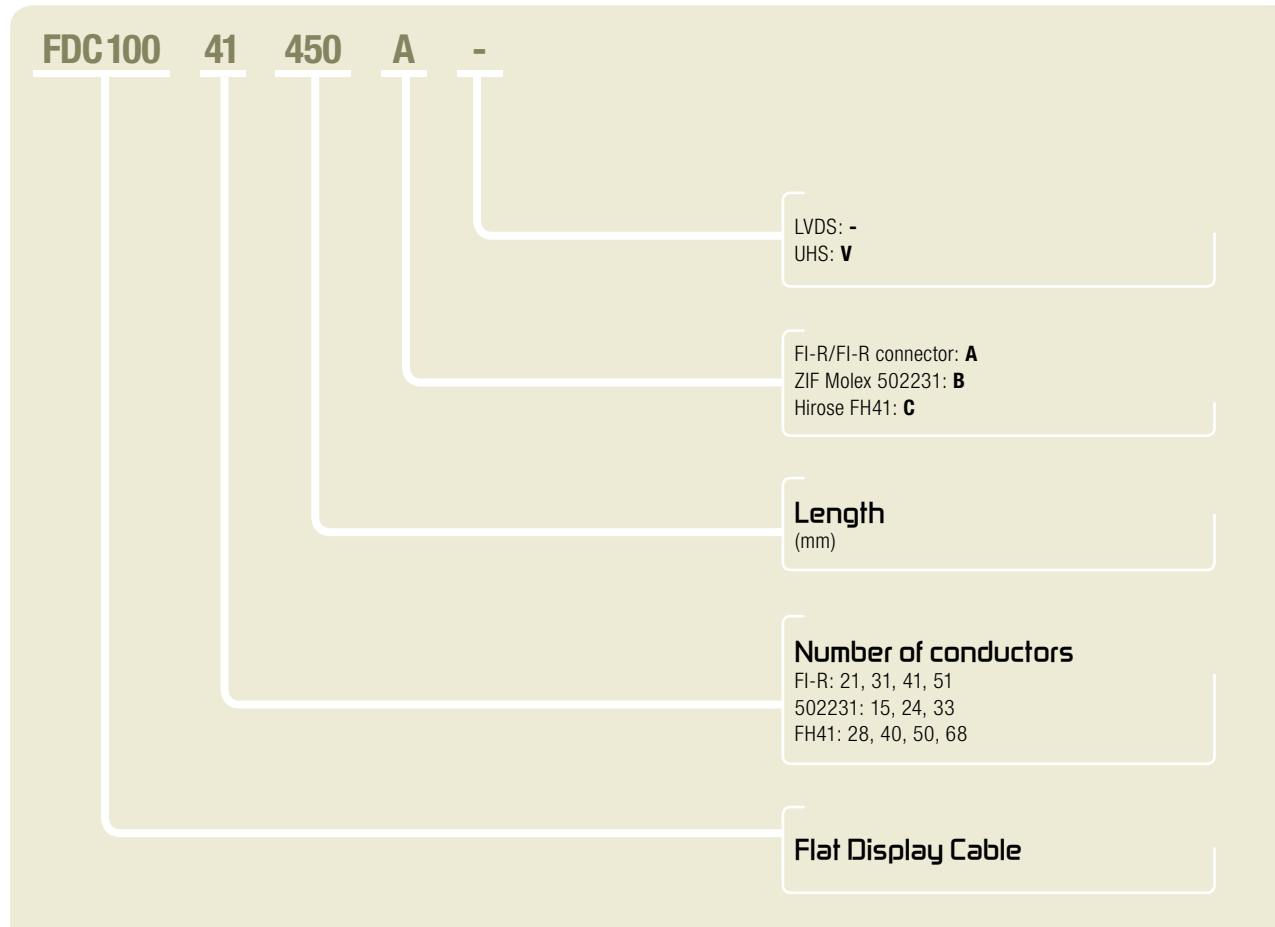 FDC100 41 450 A -
LVDS: -
UHS: V
FI-R/FI-R connector: A
ZIF Molex 502231: B
Hirose FH41: C
Length
(mm)
Number of conductors
FI-R: 21, 31, 41, 51
502231: 15, 24, 33
FH41: 28, 40, 50, 68
Flat Display Cable